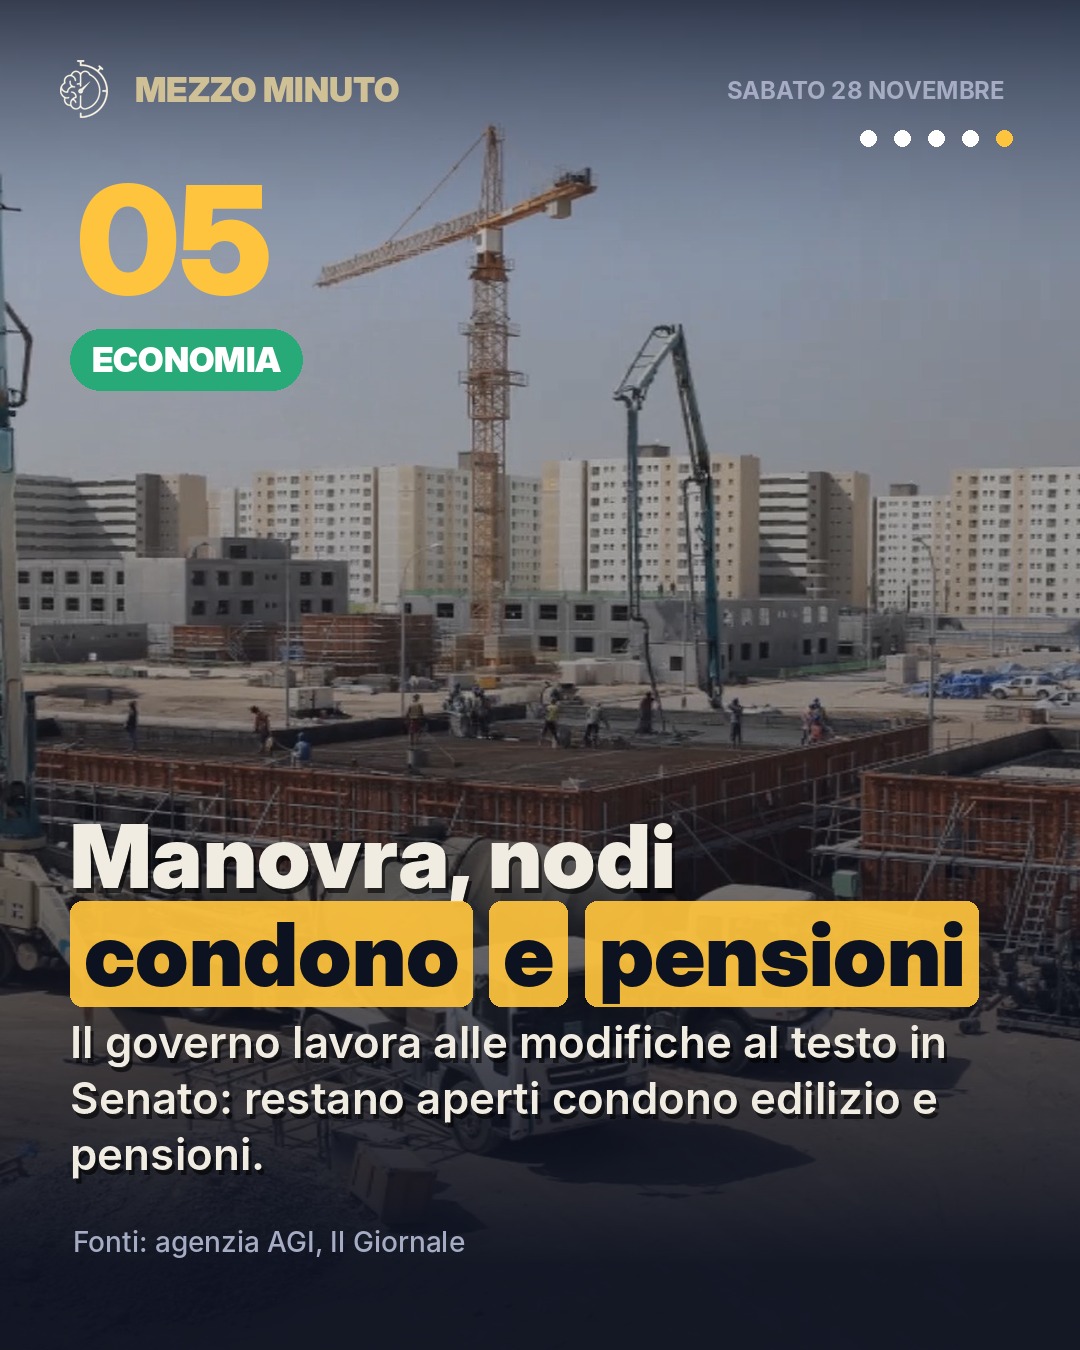 MEZZO MINUTO
SABATO 28 NOVEMBRE
05
ECONOMIA
Manovra, nodi
condono e pensioni
Il governo lavora alle modifiche al testo in
Senato: restano aperti condono edilizio e
pensioni.
Fonti: agenzia AGI, Il Giornale